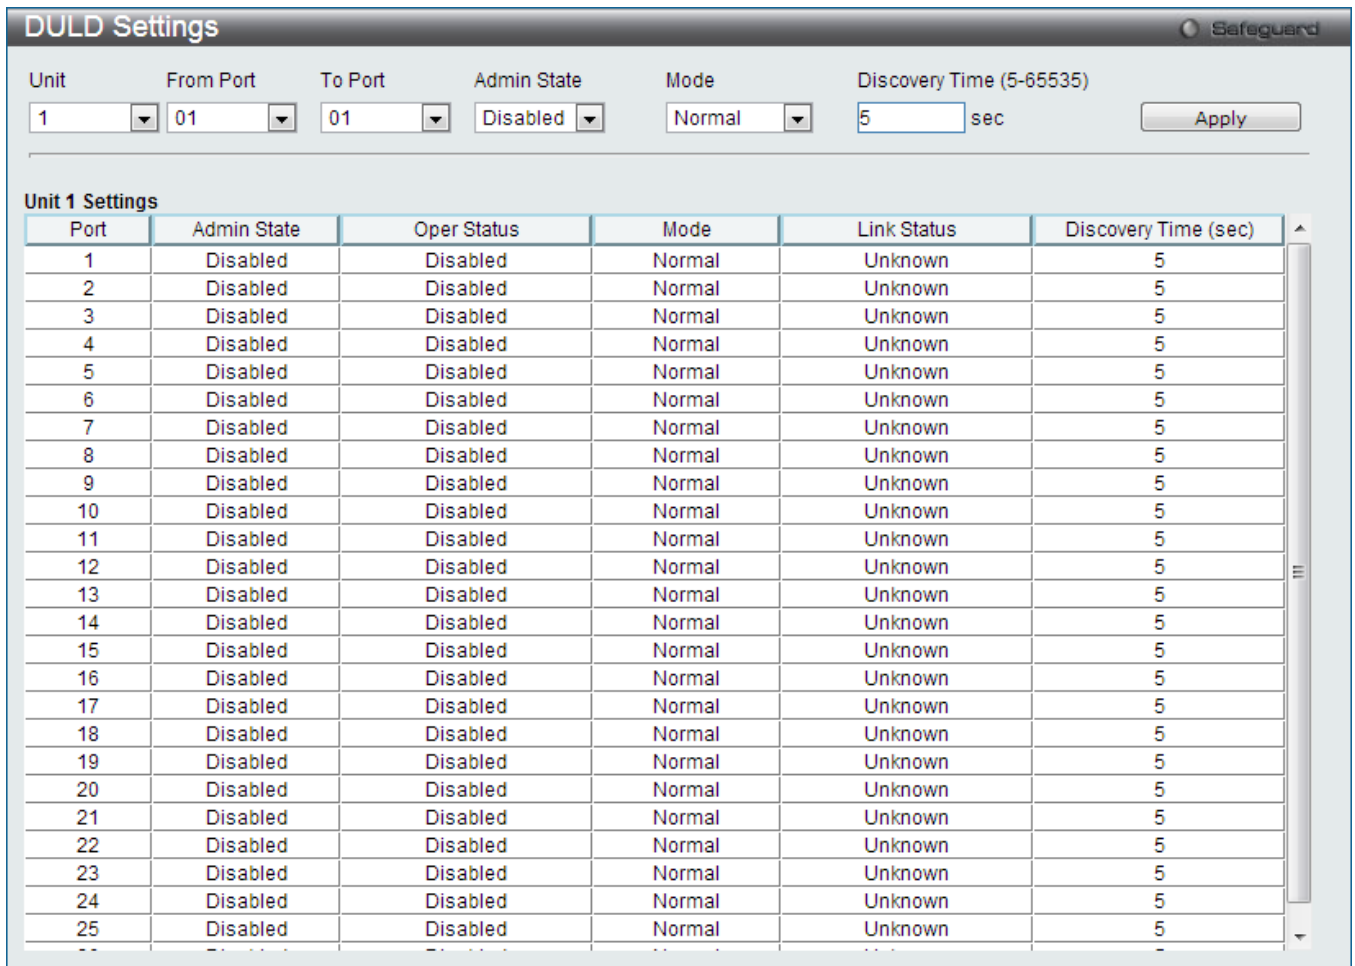 DULD Settings
Safeguard
Unit From Port To Port Admin State Mode Discovery Time (5-65535)
1 01 01 Disabled Normal 5 sec Apply
Unit 1 Settings
Port Admin State Oper Status Mode Link Status Discovery Time (sec)
1 Disabled Disabled Normal Unknown 5
2 Disabled Disabled Normal Unknown 5
3 Disabled Disabled Normal Unknown 5
4 Disabled Disabled Normal Unknown 5
5 Disabled Disabled Normal Unknown 5
6 Disabled Disabled Normal Unknown 5
7 Disabled Disabled Normal Unknown 5
8 Disabled Disabled Normal Unknown 5
9 Disabled Disabled Normal Unknown 5
10 Disabled Disabled Normal Unknown 5
11 Disabled Disabled Normal Unknown 5
12 Disabled Disabled Normal Unknown 5
13 Disabled Disabled Normal Unknown 5
14 Disabled Disabled Normal Unknown 5
15 Disabled Disabled Normal Unknown 5
16 Disabled Disabled Normal Unknown 5
17 Disabled Disabled Normal Unknown 5
18 Disabled Disabled Normal Unknown 5
19 Disabled Disabled Normal Unknown 5
20 Disabled Disabled Normal Unknown 5
21 Disabled Disabled Normal Unknown 5
22 Disabled Disabled Normal Unknown 5
23 Disabled Disabled Normal Unknown 5
24 Disabled Disabled Normal Unknown 5
25 Disabled Disabled Normal Unknown 5